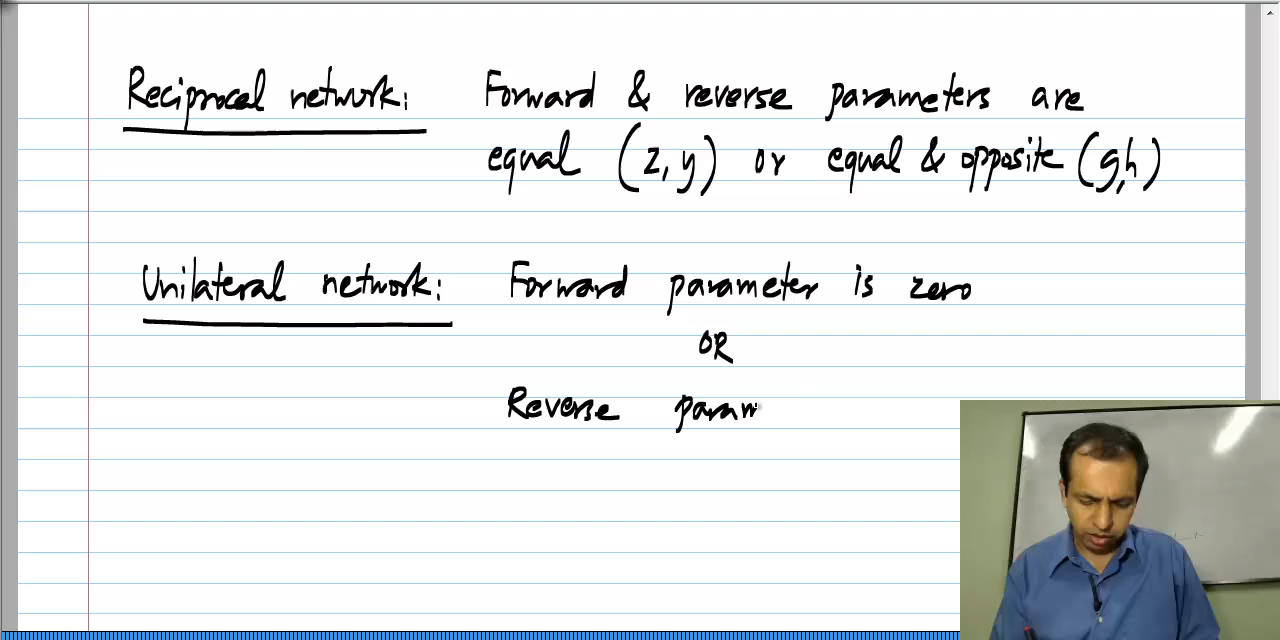 Reciprocal network: Forward & reverse parameters are
equal (z, y) or equal & opposite (g,h)
Unilateral network: Forward parameter is zero
OR
Reverse param